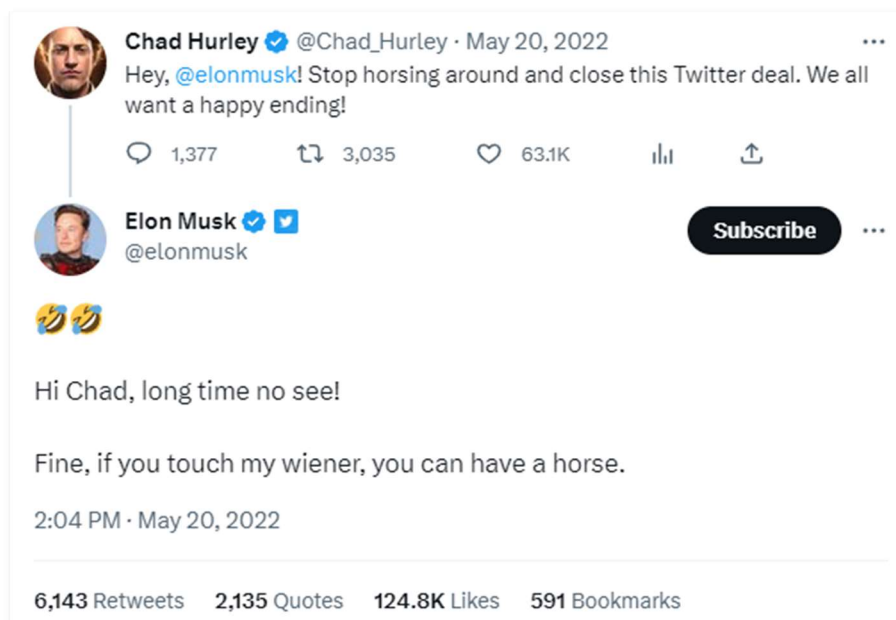 Chad Hurley @Chad_Hurley · May 20, 2022
Hey, @elonmusk! Stop horsing around and close this Twitter deal. We all
want a happy ending!
1,377 3,035 63.1K
Elon Musk
@elonmusk
Subscribe
🤣🤣
Hi Chad, long time no see!
Fine, if you touch my wiener, you can have a horse.
2:04 PM · May 20, 2022
6,143 Retweets 2,135 Quotes 124.8K Likes 591 Bookmarks